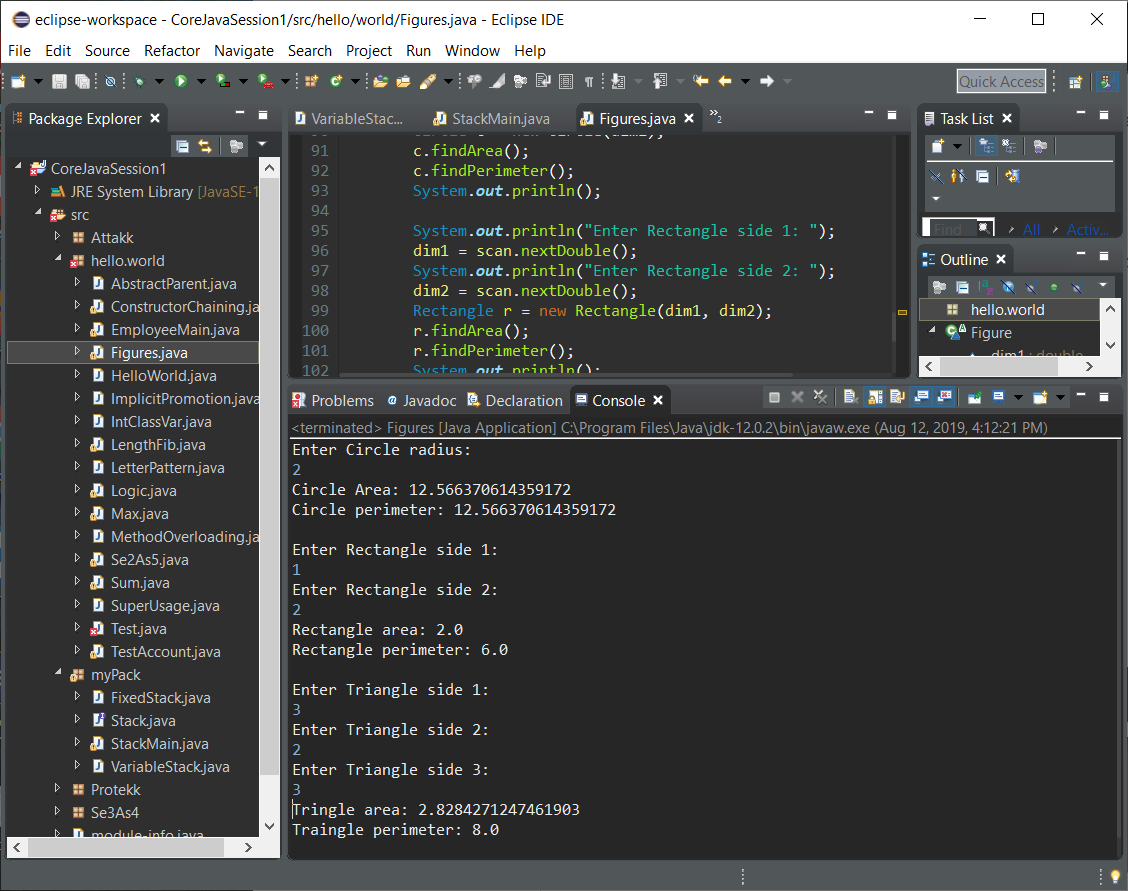 eclipse-workspace - CoreJavaSession1/src/hello/world/Figures.java - Eclipse IDE
File Edit Source Refactor Navigate Search Project Run Window Help
Quick Access
Package Explorer
CoreJavaSession1
JRE System Library [JavaSE-1
src
Attakk
hello.world
AbstractParent.java
ConstructorChaining.ja
EmployeeMain.java
Figures.java
HelloWorld.java
ImplicitPromotion.java
IntClassVar.java
LengthFib.java
LetterPattern.java
Logic.java
Max.java
MethodOverloading.ja
Se2As5.java
Sum.java
SuperUsage.java
Test.java
TestAccount.java
myPack
FixedStack.java
Stack.java
StackMain.java
VariableStack.java
Protekk
Se3As4
module-info.java
VariableStac... StackMain.java Figures.java »2
91 c.findArea();
92 c.findPerimeter();
93 System.out.println();
94
95 System.out.println("Enter Rectangle side 1: ");
96 dim1 = scan.nextDouble();
97 System.out.println("Enter Rectangle side 2: ");
98 dim2 = scan.nextDouble();
99 Rectangle r = new Rectangle(dim1, dim2);
100 r.findArea();
101 r.findPerimeter();
102 System.out.println();
Task List
Find All Activ...
Outline
hello.world
Figure
dim1 : double
Problems Javadoc Declaration Console
<terminated> Figures [Java Application] C:\Program Files\Java\jdk-12.0.2\bin\javaw.exe (Aug 12, 2019, 4:12:21 PM)
Enter Circle radius:
2
Circle Area: 12.566370614359172
Circle perimeter: 12.566370614359172
Enter Rectangle side 1:
1
Enter Rectangle side 2:
2
Rectangle area: 2.0
Rectangle perimeter: 6.0
Enter Triangle side 1:
3
Enter Triangle side 2:
2
Enter Triangle side 3:
3
Tringle area: 2.8284271247461903
Traingle perimeter: 8.0